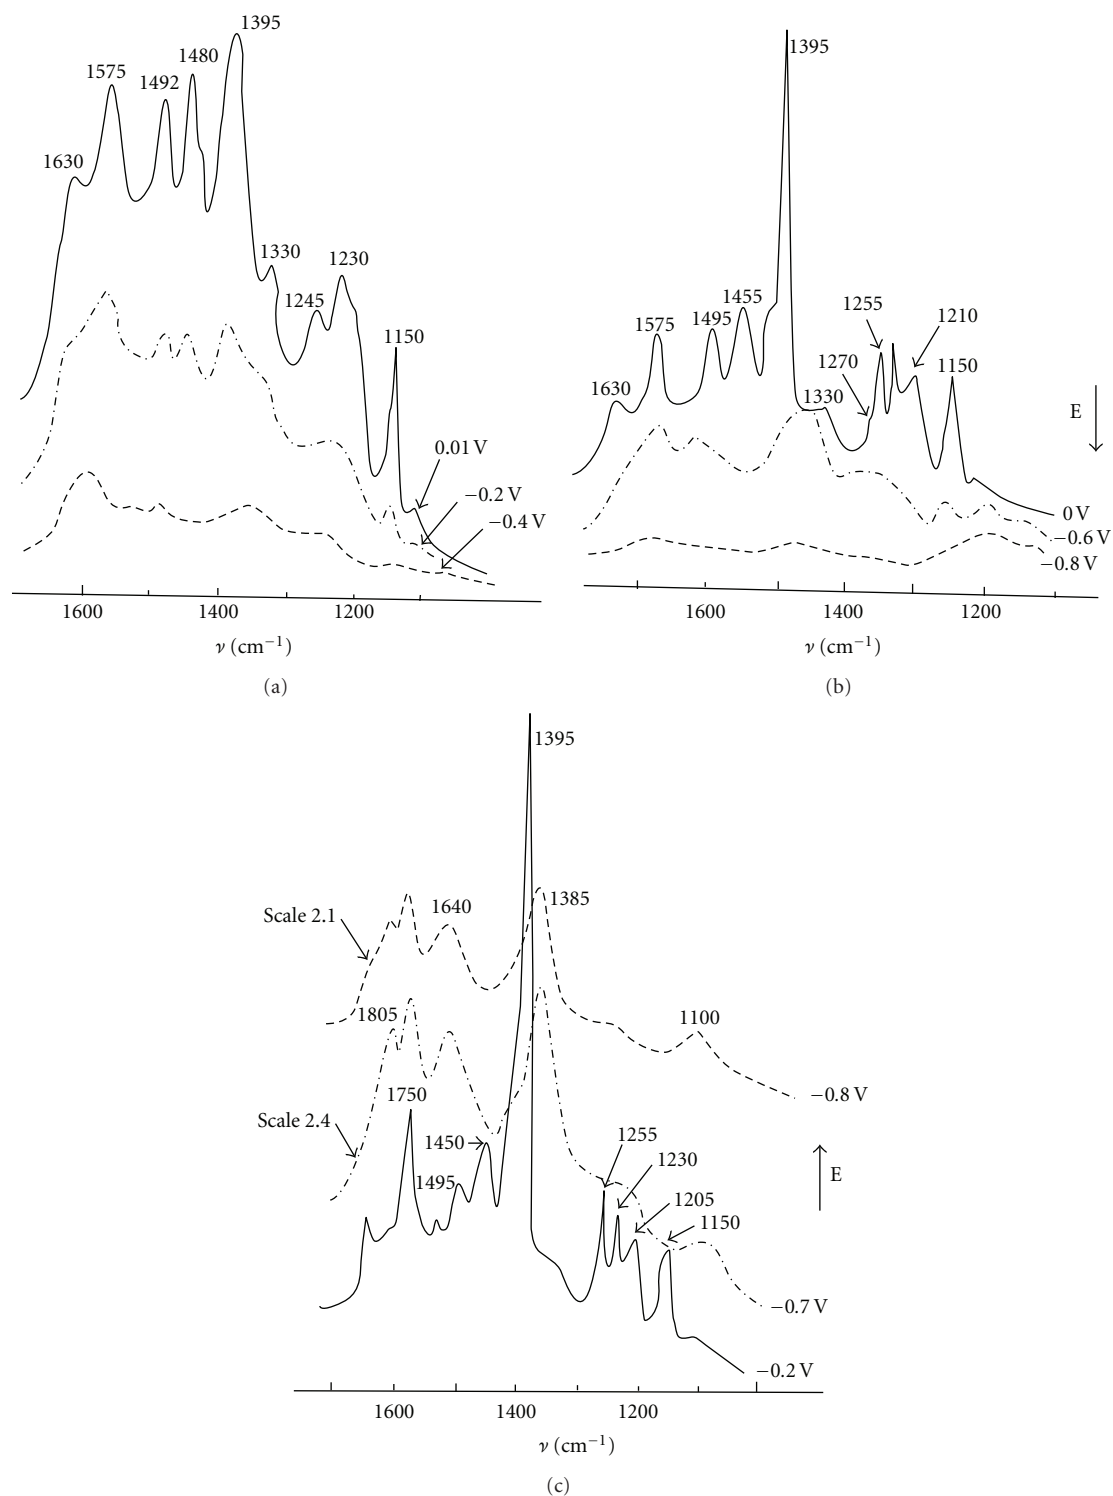 1395
1480
1575
1492
1630
1330
1230
1245
1150
0.01 V
−0.2 V
−0.4 V
1600 1400 1200
ν (cm−1)
(a)
1395
1455
1255
1210
1575
1495
1270
1150
1630
1330
E
0 V
−0.6 V
−0.8 V
1600 1400 1200
ν (cm−1)
(b)
1395
1385
1640
Scale 2.1
1805
1100
1750
−0.8 V
Scale 2.4
1450
1255
1230
E
1495
1205
1150
−0.7 V
−0.2 V
1600 1400 1200
ν (cm−1)
(c)